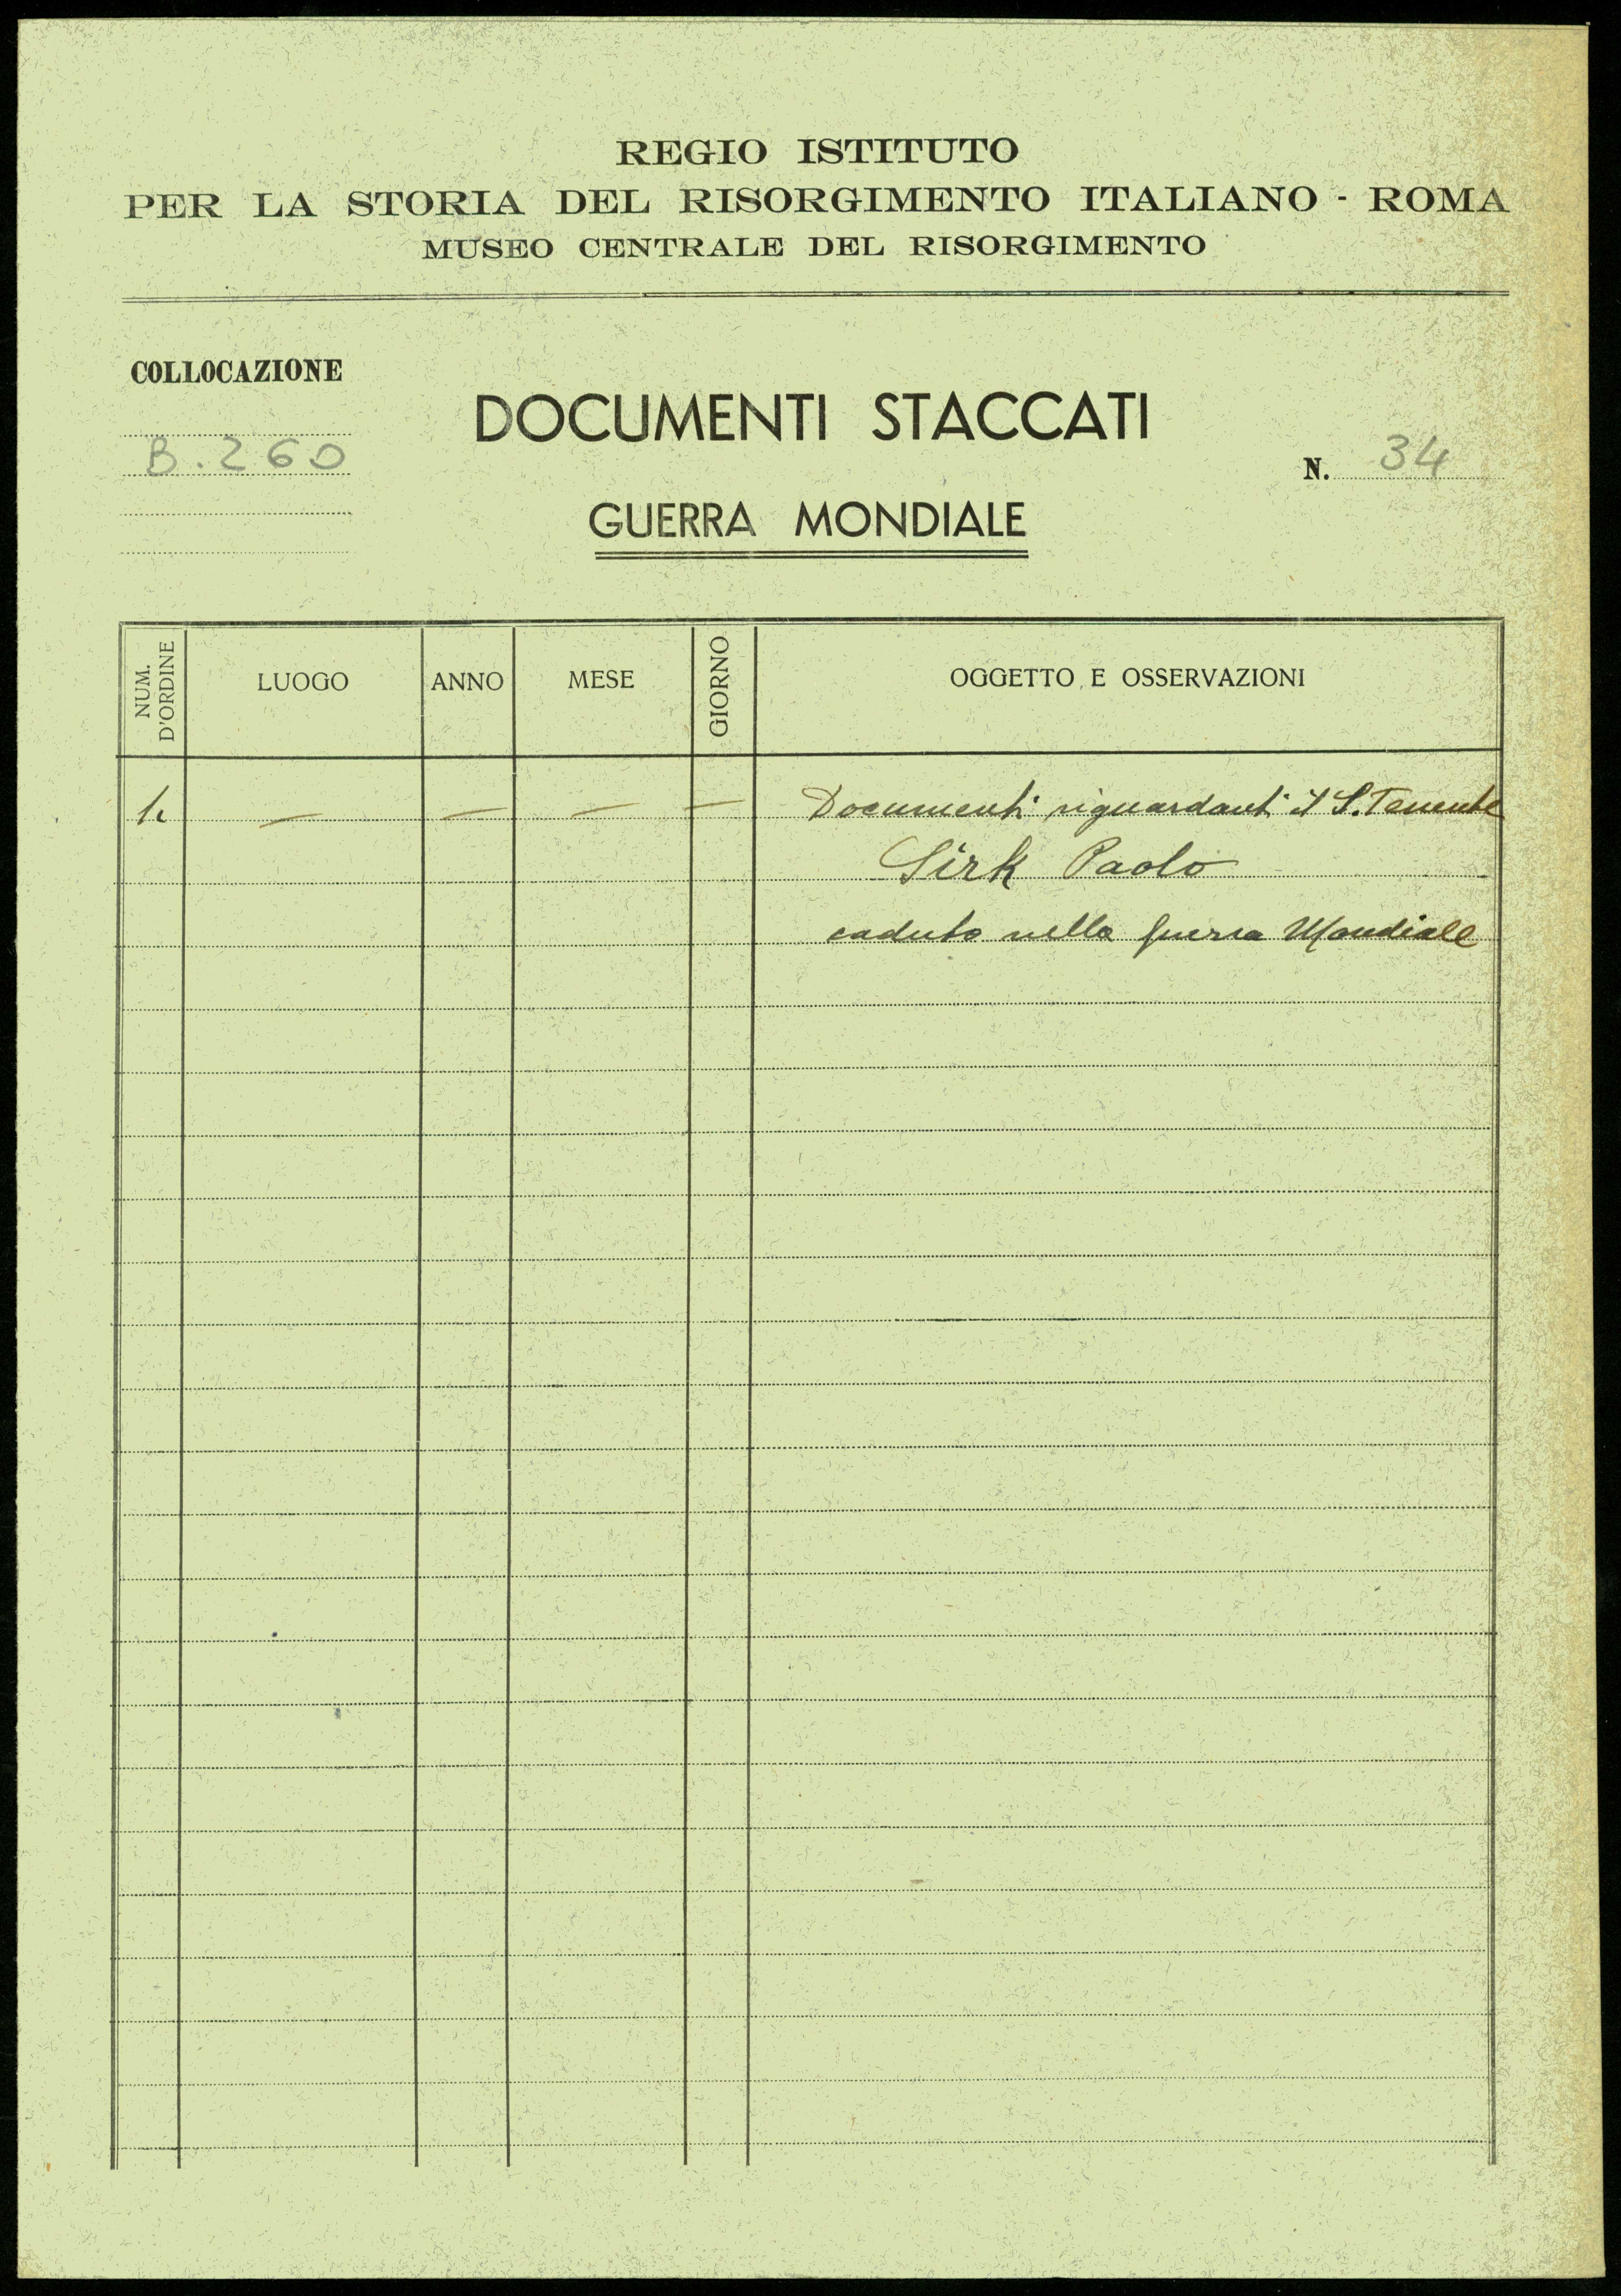 REGIO ISTITUTO
PER LA STORIA DEL RISORGIMENTO ITALIANO - ROMA
MUSEO CENTRALE DEL RISORGIMENTO
COLLOCAZIONE
B. 260
DOCUMENTI STACCATI
N. 34
GUERRA MONDIALE
NUM. D'ORDINE LUOGO ANNO MESE GIORNO OGGETTO E OSSERVAZIONI
— — — — Documenti riguardanti il S. Tenente
Sirk Paolo
caduto nella guerra Mondiale